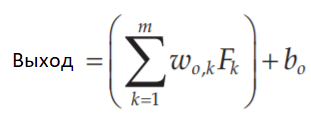 Выход = ( ∑_{k=1}^{m} w_{o,k}F_k ) + b_o